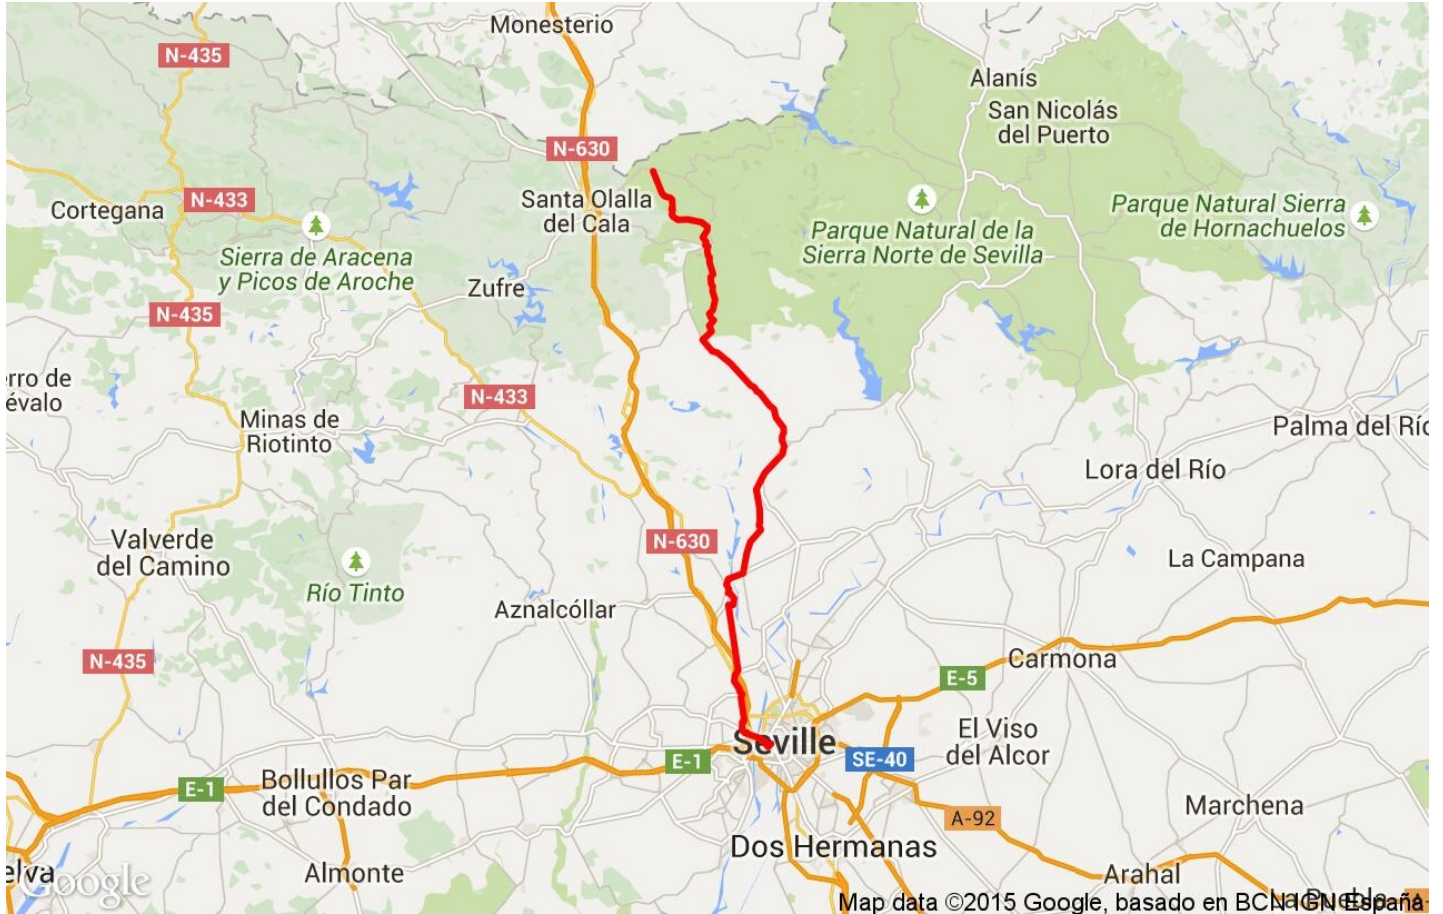 Monesterio
N-435
Alanís
San Nicolás
del Puerto
N-630
N-433
Santa Olalla
del Cala
Cortegana
Parque Natural Sierra
de Hornachuelos
Parque Natural de la
Sierra Norte de Sevilla
Sierra de Aracena
y Picos de Aroche
Zufre
N-435
erro de
évalo
N-433
Minas de
Riotinto
Palma del Río
Lora del Río
Valverde
del Camino
N-630
La Campana
Río Tinto
Aznalcóllar
N-435
Carmona
E-5
El Viso
del Alcor
Seville
E-1
SE-40
E-1
Bollullos Par
del Condado
Marchena
A-92
Dos Hermanas
elva
Almonte
Arahal
Google
Map data ©2015 Google, basado en BCN IGN España